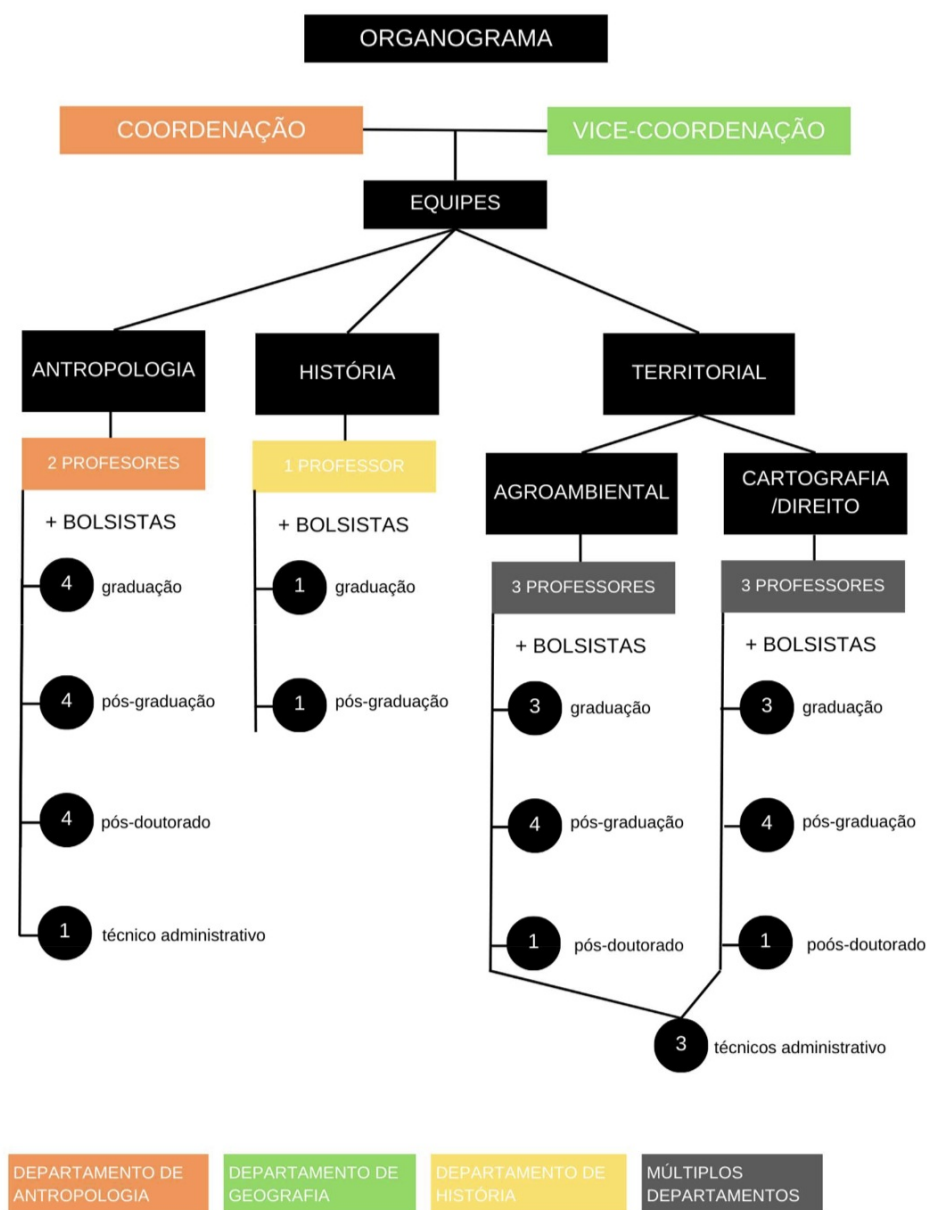 ORGANOGRAMA
COORDENAÇÃO
VICE-COORDENAÇÃO
EQUIPES
ANTROPOLOGIA
2 PROFESORES
+ BOLSISTAS
4 graduação
4 pós-graduação
4 pós-doutorado
1 técnico administrativo
HISTÓRIA
1 PROFESSOR
+ BOLSISTAS
1 graduação
1 pós-graduação
TERRITORIAL
AGROAMBIENTAL
3 PROFESSORES
+ BOLSISTAS
3 graduação
4 pós-graduação
1 pós-doutorado
CARTOGRAFIA
/DIREITO
3 PROFESSORES
+ BOLSISTAS
3 graduação
4 pós-graduação
1 poós-doutorado
3 técnicos administrativo
DEPARTAMENTO DE
ANTROPOLOGIA
DEPARTAMENTO DE
GEOGRAFIA
DEPARTAMENTO DE
HISTÓRIA
MÚLTIPLOS
DEPARTAMENTOS